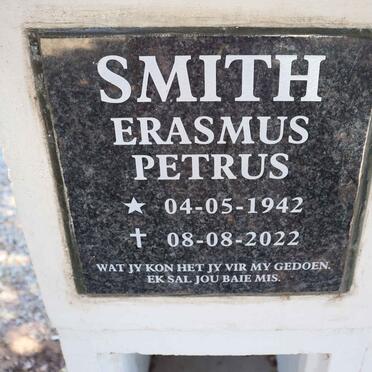 SMITH
ERASMUS
PETRUS
★ 04-05-1942
✝ 08-08-2022
WAT JY KON HET JY VIR MY GEDOEN.
EK SAL JOU BAIE MIS.